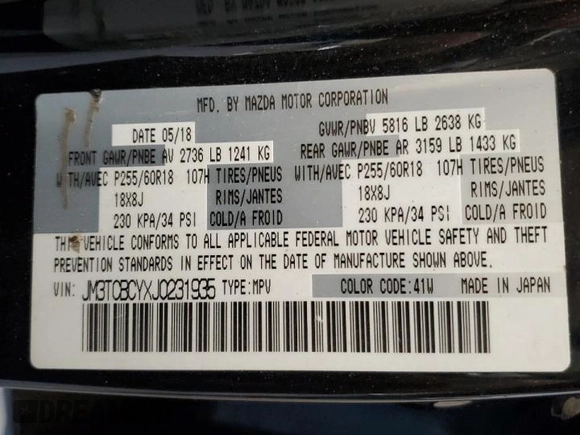 MFD. BY MAZDA MOTOR CORPORATION
DATE 05/18 GVWR/PNBV 5816 LB 2638 KG
FRONT GAWR/PNBE AV 2736 LB 1241 KG REAR GAWR/PNBE AR 3159 LB 1433 KG
WITH/AVEC P255/60R18 107H TIRES/PNEUS WITH/AVEC P255/60R18 107H TIRES/PNEUS
18X8J RIMS/JANTES 18X8J RIMS/JANTES
230 KPA/34 PSI COLD/A FROID 230 KPA/34 PSI COLD/A FROID
THIS VEHICLE CONFORMS TO ALL APPLICABLE FEDERAL MOTOR VEHICLE SAFETY AND THEFT
PREVENTION STANDARDS IN EFFECT ON THE DATE OF MANUFACTURE SHOWN ABOVE.
VIN: JM3TCBCYXJ0231935 TYPE:MPV COLOR CODE:41W MADE IN JAPAN